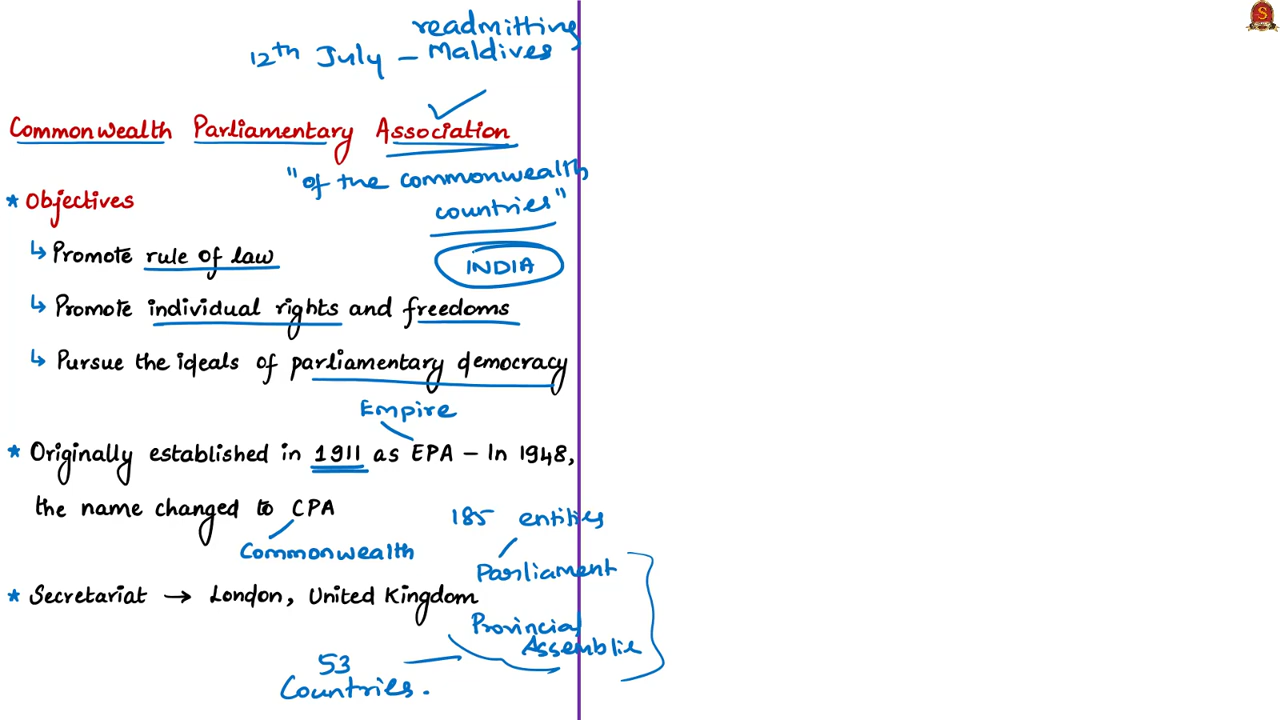 readmitting
12th July – Maldives
Commonwealth Parliamentary Association
"of the commonwealth
countries"
* Objectives
↳ Promote rule of law
INDIA
↳ Promote individual rights and freedoms
↳ Pursue the ideals of parliamentary democracy
Empire
* Originally established in 1911 as EPA – In 1948,
the name changed to CPA
185 entities
Commonwealth
Parliament
* Secretariat → London, United Kingdom
Provincial
Assemblie
53
Countries.